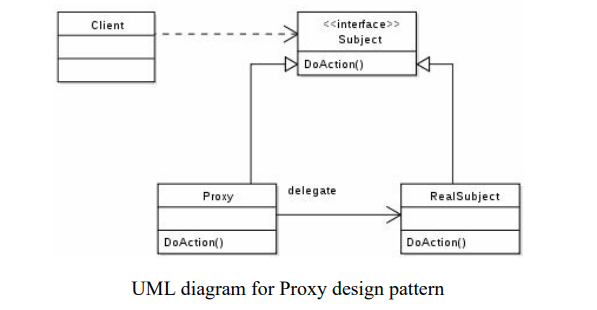 Client
<<interface>>
Subject
DoAction()
Proxy
delegate
RealSubject
DoAction()
DoAction()
UML diagram for Proxy design pattern